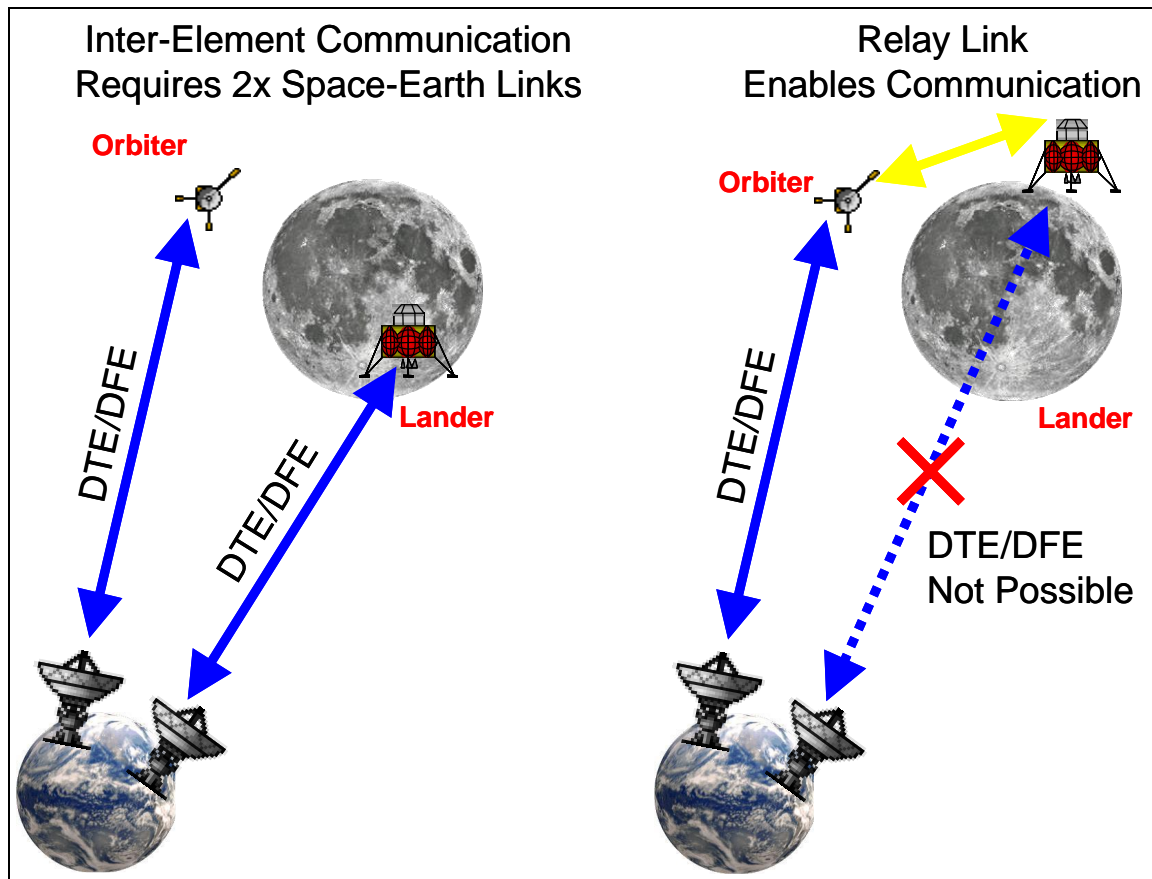 Inter-Element Communication
Requires 2x Space-Earth Links
Orbiter
DTE/DFE
DTE/DFE
Lander
Relay Link
Enables Communication
Orbiter
DTE/DFE
Lander
DTE/DFE
Not Possible